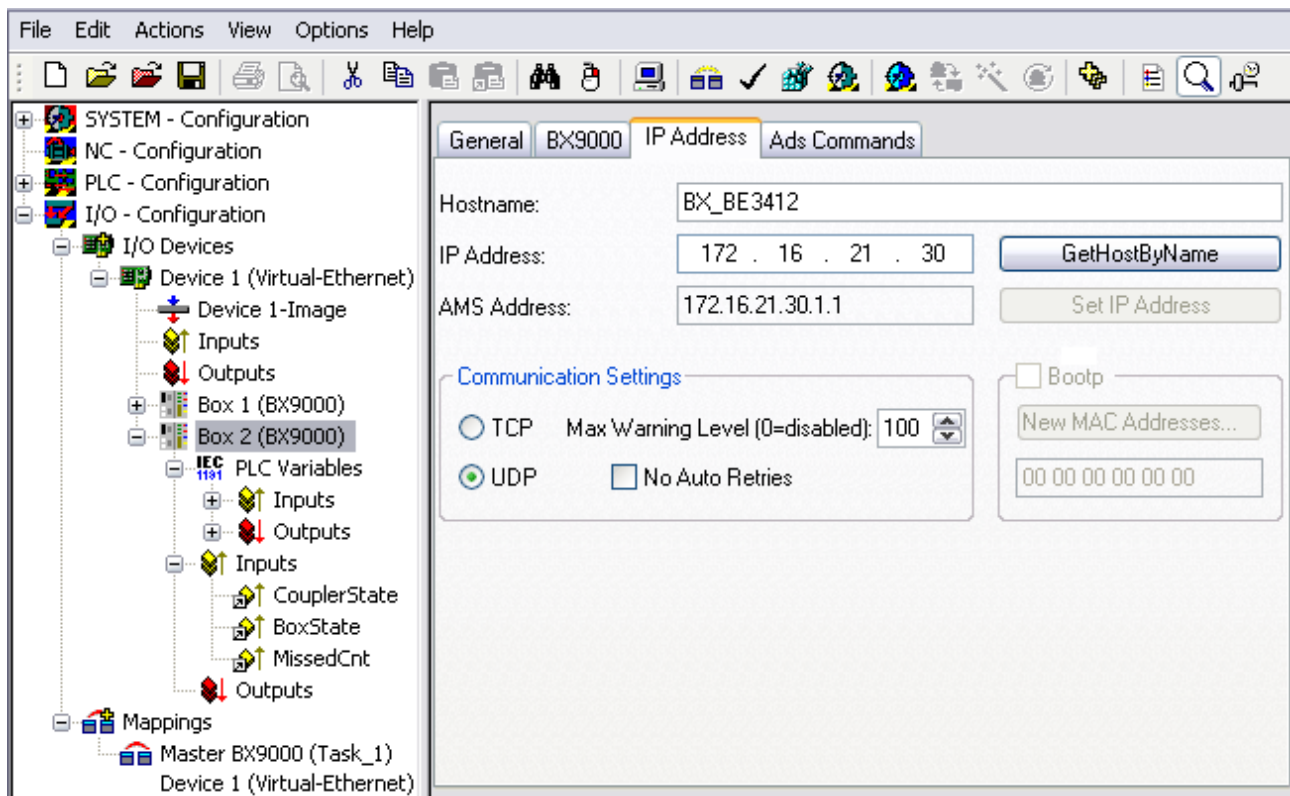 File Edit Actions View Options Help
SYSTEM - Configuration
NC - Configuration
PLC - Configuration
I/O - Configuration
I/O Devices
Device 1 (Virtual-Ethernet)
Device 1-Image
Inputs
Outputs
Box 1 (BX9000)
Box 2 (BX9000)
IEC 1131 PLC Variables
Inputs
Outputs
Inputs
CouplerState
BoxState
MissedCnt
Outputs
Mappings
Master BX9000 (Task_1)
Device 1 (Virtual-Ethernet)
General BX9000 IP Address Ads Commands
Hostname: BX_BE3412
IP Address: 172 . 16 . 21 . 30 GetHostByName
AMS Address: 172.16.21.30.1.1 Set IP Address
Communication Settings
TCP Max Warning Level (0=disabled): 100
UDP No Auto Retries
Bootp
New MAC Addresses...
00 00 00 00 00 00